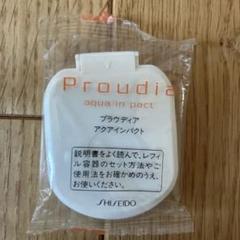 Proudia
aqua/in pact
プラウディア
アクアインパクト
説明書をよく読んで、レフィ
ル容器のセット方法やご
使用法をお確かめのうえ、
お使いください。
SHISEIDO